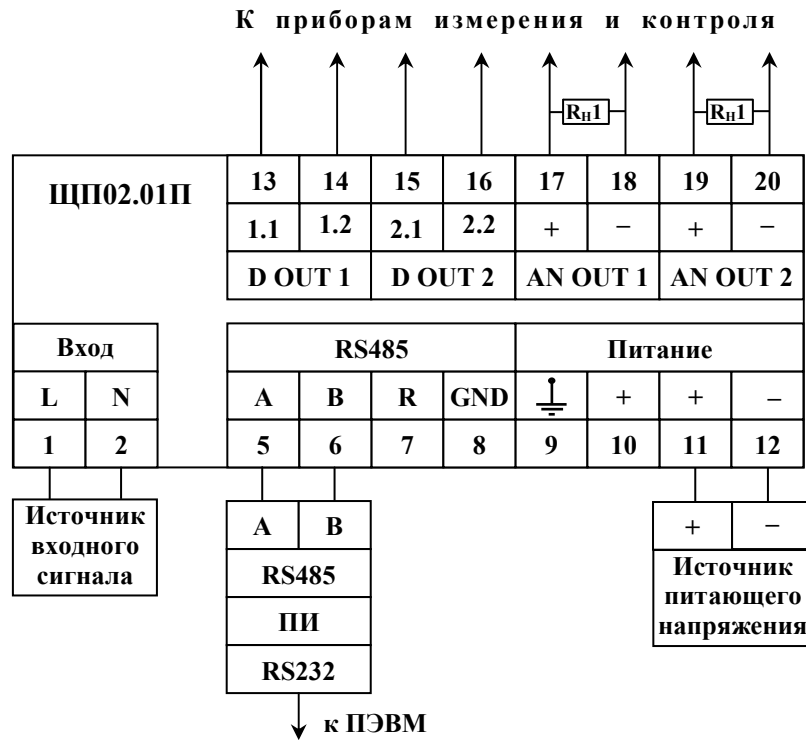 К приборам измерения и контроля
Rн1 Rн1
ЩП02.01П
13 14 15 16 17 18 19 20
1.1 1.2 2.1 2.2 + − + −
D OUT 1 D OUT 2 AN OUT 1 AN OUT 2
Вход RS485 Питание
L N A B R GND + + −
1 2 5 6 7 8 9 10 11 12
Источник
входного
сигнала
A B
RS485
ПИ
RS232
к ПЭВМ
+ −
Источник
питающего
напряжения